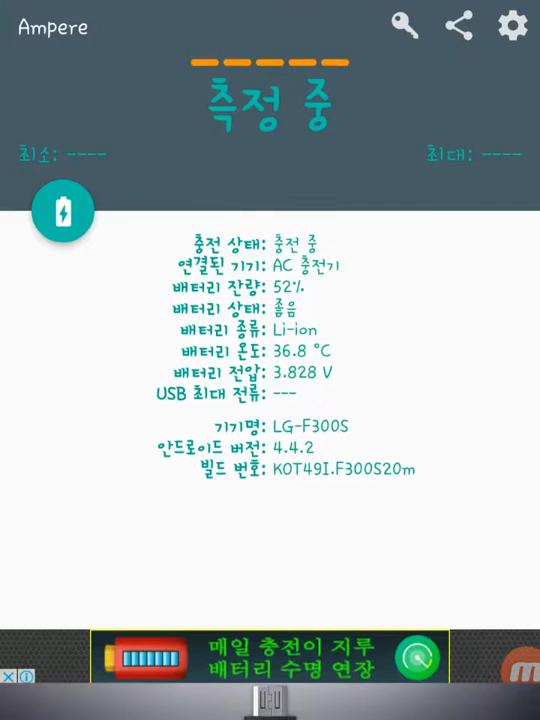 Ampere
측정 중
최소: ----
최대: ----
충전 상태: 충전 중
연결된 기기: AC 충전기
배터리 잔량: 52%
배터리 상태: 좋음
배터리 종류: Li-ion
배터리 온도: 36.8 °C
배터리 전압: 3.828 V
USB 최대 전류: ---
기기명: LG-F300S
안드로이드 버전: 4.4.2
빌드 번호: KOT49I.F300S20m
매일 충전이 지루
배터리 수명 연장